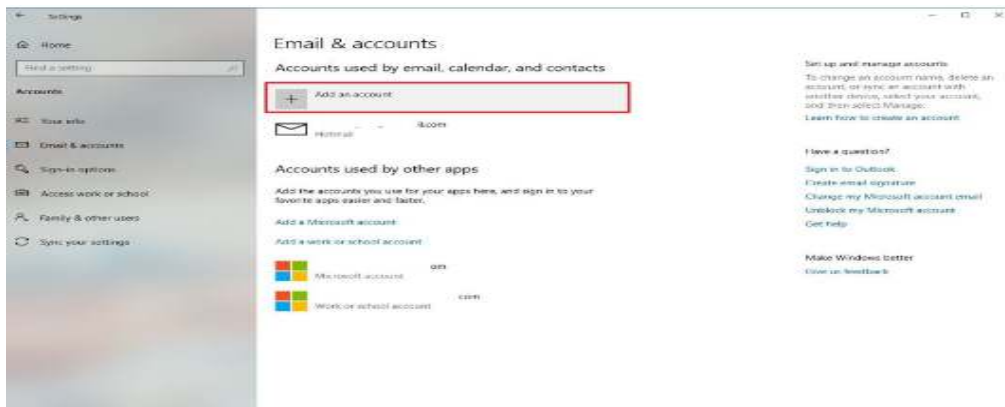 Settings
Home
Find a setting
Accounts
Your info
Email & accounts
Sign-in options
Access work or school
Family & other users
Sync your settings
Email & accounts
Accounts used by email, calendar, and contacts
Add an account
.com
Hotmail
Accounts used by other apps
Add the accounts you use for your apps here, and sign in to your
favorite apps easier and faster.
Add a Microsoft account
Add a work or school account
om
Microsoft account
com
Work or school account
Set up and manage accounts
To change an account name, delete an
account, or sync an account with
another device, select your account,
and then select Manage.
Learn how to create an account
Have a question?
Sign in to Outlook
Create email signature
Change my Microsoft account email
Unblock my Microsoft account
Get help
Make Windows better
Give us feedback